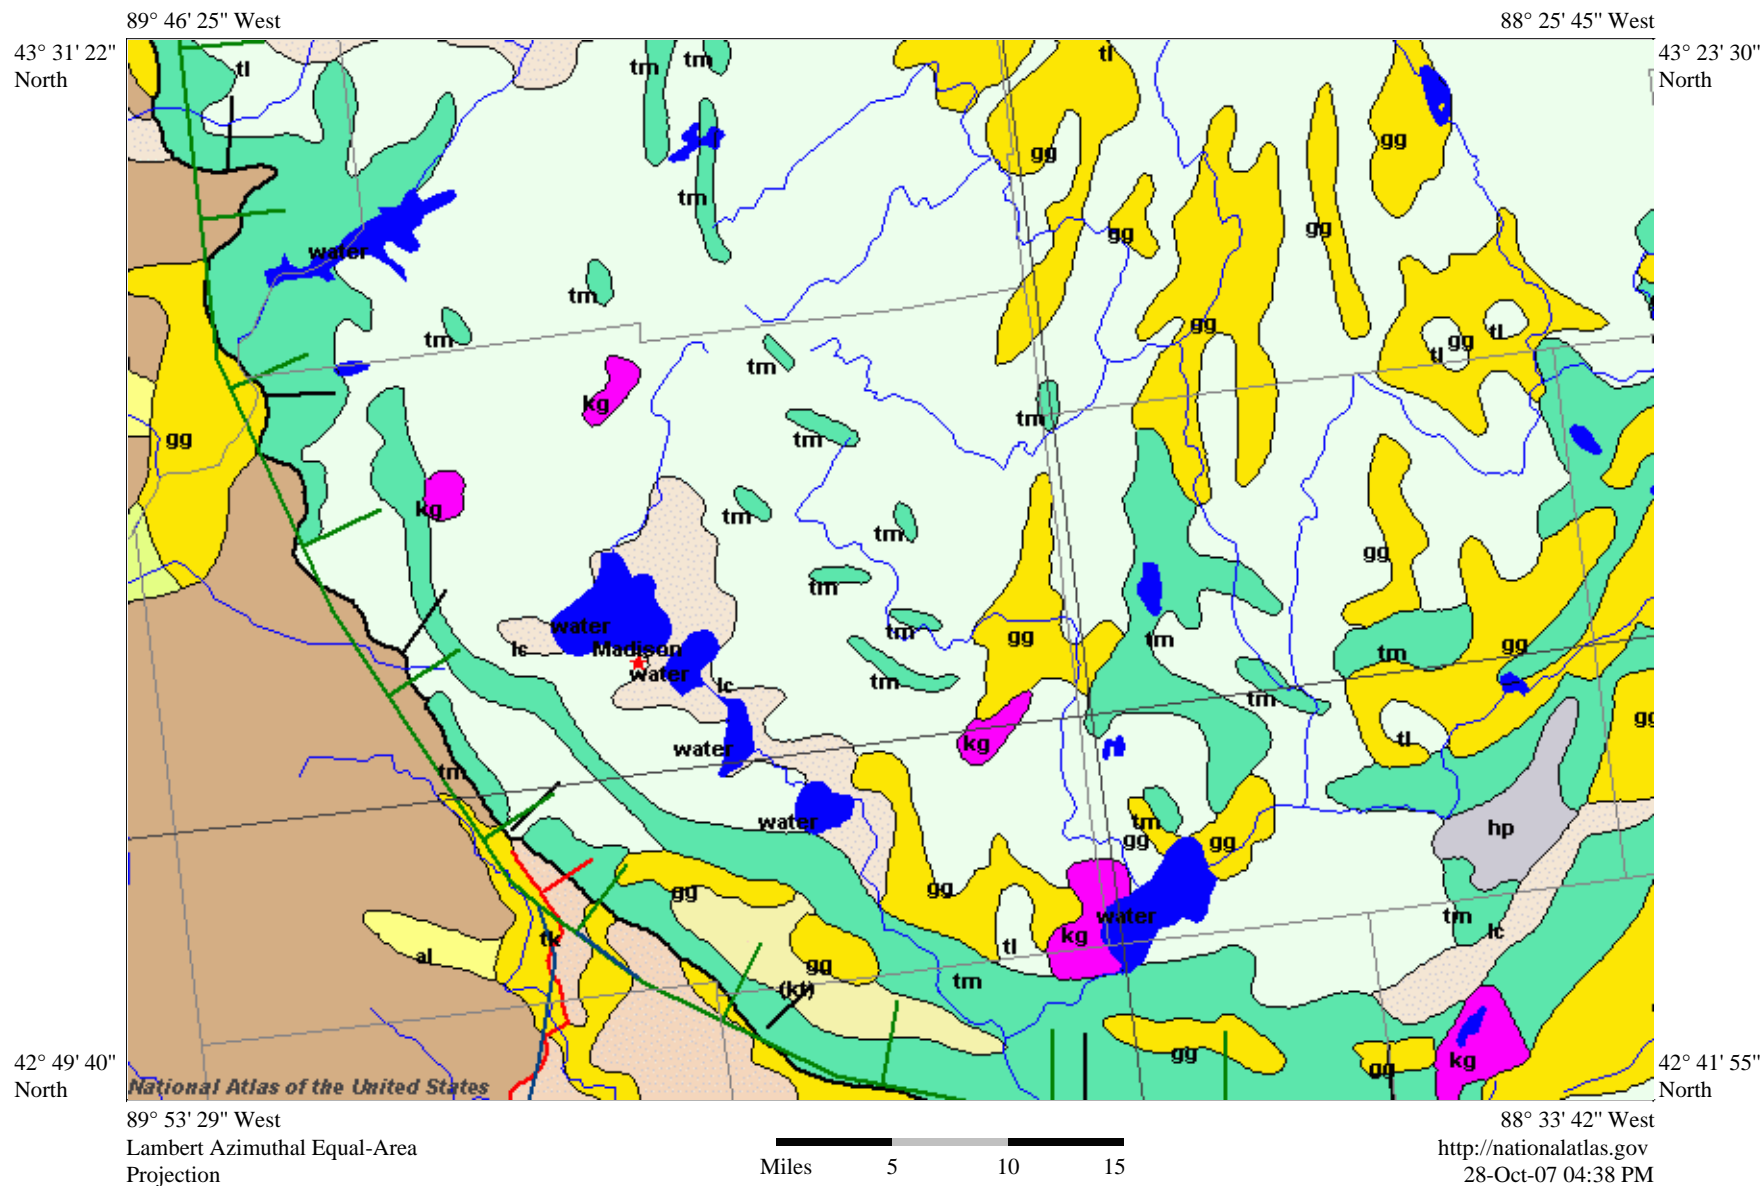 89° 46' 25" West
88° 25' 45" West
43° 31' 22"
North
43° 23' 30"
North
tl
tm
tm
tl
gg
gg
tm
gg
gg
water
tm
gg
tm
tl
gg
tl
tm
kg
tm
gg
tm
kg
tm
tm
gg
tm
water
tm
gg
tm
gg
lc
Madison
water
tm
tm
lc
tm
gg
kg
tl
water
tm
water
tm
gg
gg
hp
gg
gg
water
tm
lc
tk
kg
tl
al
gg
tm
(kt)
gg
gg
kg
42° 49' 40"
North
National Atlas of the United States
42° 41' 55"
North
89° 53' 29" West
88° 33' 42" West
Lambert Azimuthal Equal-Area
Projection
Miles 5 10 15
http://nationalatlas.gov
28-Oct-07 04:38 PM